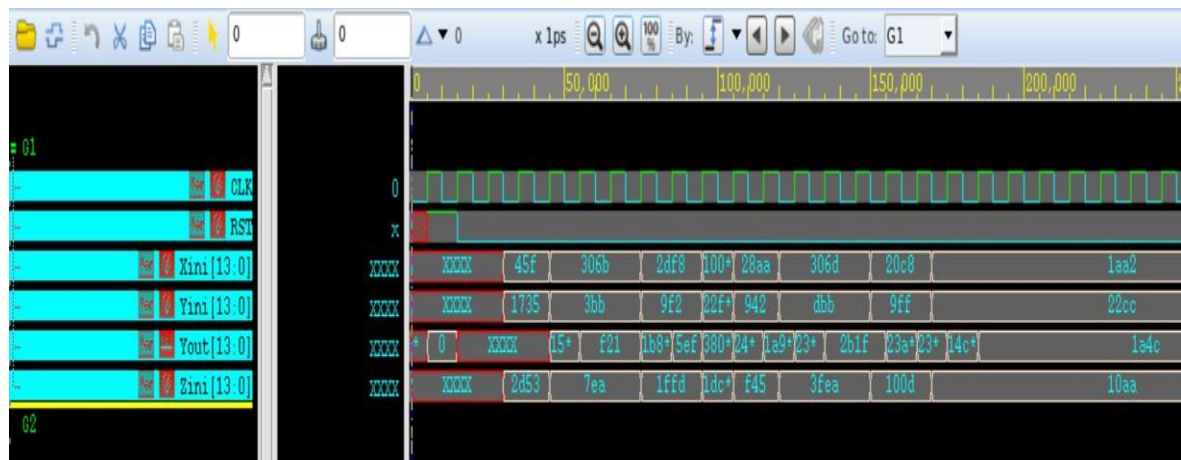 0 0 0 x 1ps 100 % By: Go to: G1
0 50,000 100,000 150,000 200,000
= G1
CLK 0
RST x
Xini[13:0] XXXX XXXX 45f 306b 2df8 100* 28aa 306d 20c8 1aa2
Yini[13:0] XXXX XXXX 1735 3bb 9f2 22f* 942 dbb 9ff 22cc
Yout[13:0] XXXX * 0 XXXX 15* f21 1b8* 5ef 380* 24* 1a9* 23* 2b1f 23a* 23* 14c* 1a4c
Zini[13:0] XXXX XXXX 2d53 7ea 1ffd 1dc* f45 3fea 100d 10aa
G2